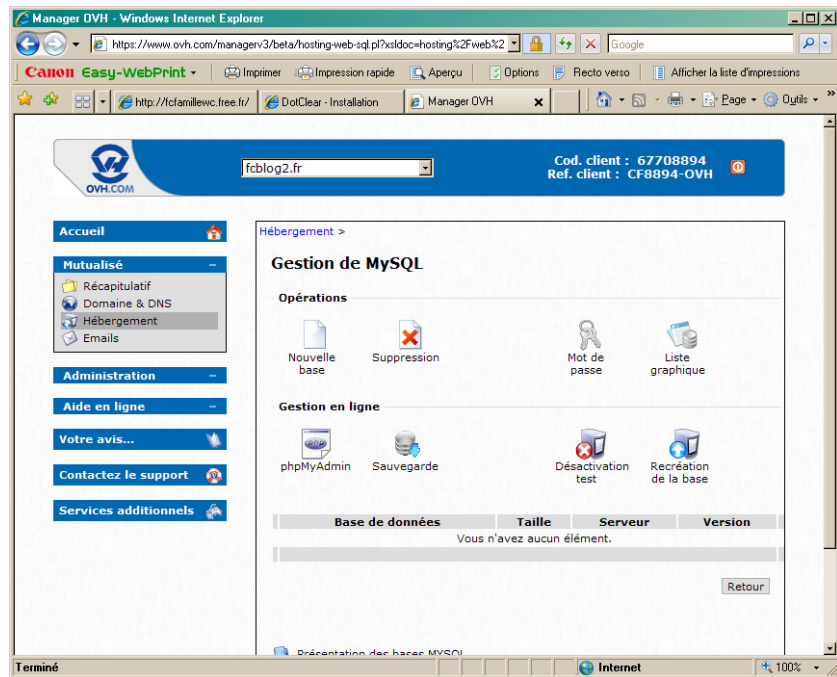 Manager OVH - Windows Internet Explorer
https://www.ovh.com/managerv3/beta/hosting-web-sql.pl?xsldoc=hosting%2Fweb%2
Google
Canon Easy-WebPrint
Imprimer
Impression rapide
Aperçu
Options
Recto verso
Afficher la liste d'impressions
http://fcfamillewc.free.fr/
DotClear - Installation
Manager OVH
Page
Outils
OVH.COM
fcblog2.fr
Cod. client : 67708894
Ref. client : CF8894-OVH
Accueil
Mutualisé
Récapitulatif
Domaine & DNS
Hébergement
Emails
Administration
Aide en ligne
Votre avis...
Contactez le support
Services additionnels
Hébergement >
Gestion de MySQL
Opérations
Nouvelle base
Suppression
Mot de passe
Liste graphique
Gestion en ligne
php
phpMyAdmin
Sauvegarde
Désactivation test
Recréation de la base
Base de données Taille Serveur Version
Vous n'avez aucun élément.
Retour
Présentation des bases MYSQL
Terminé
Internet
100%